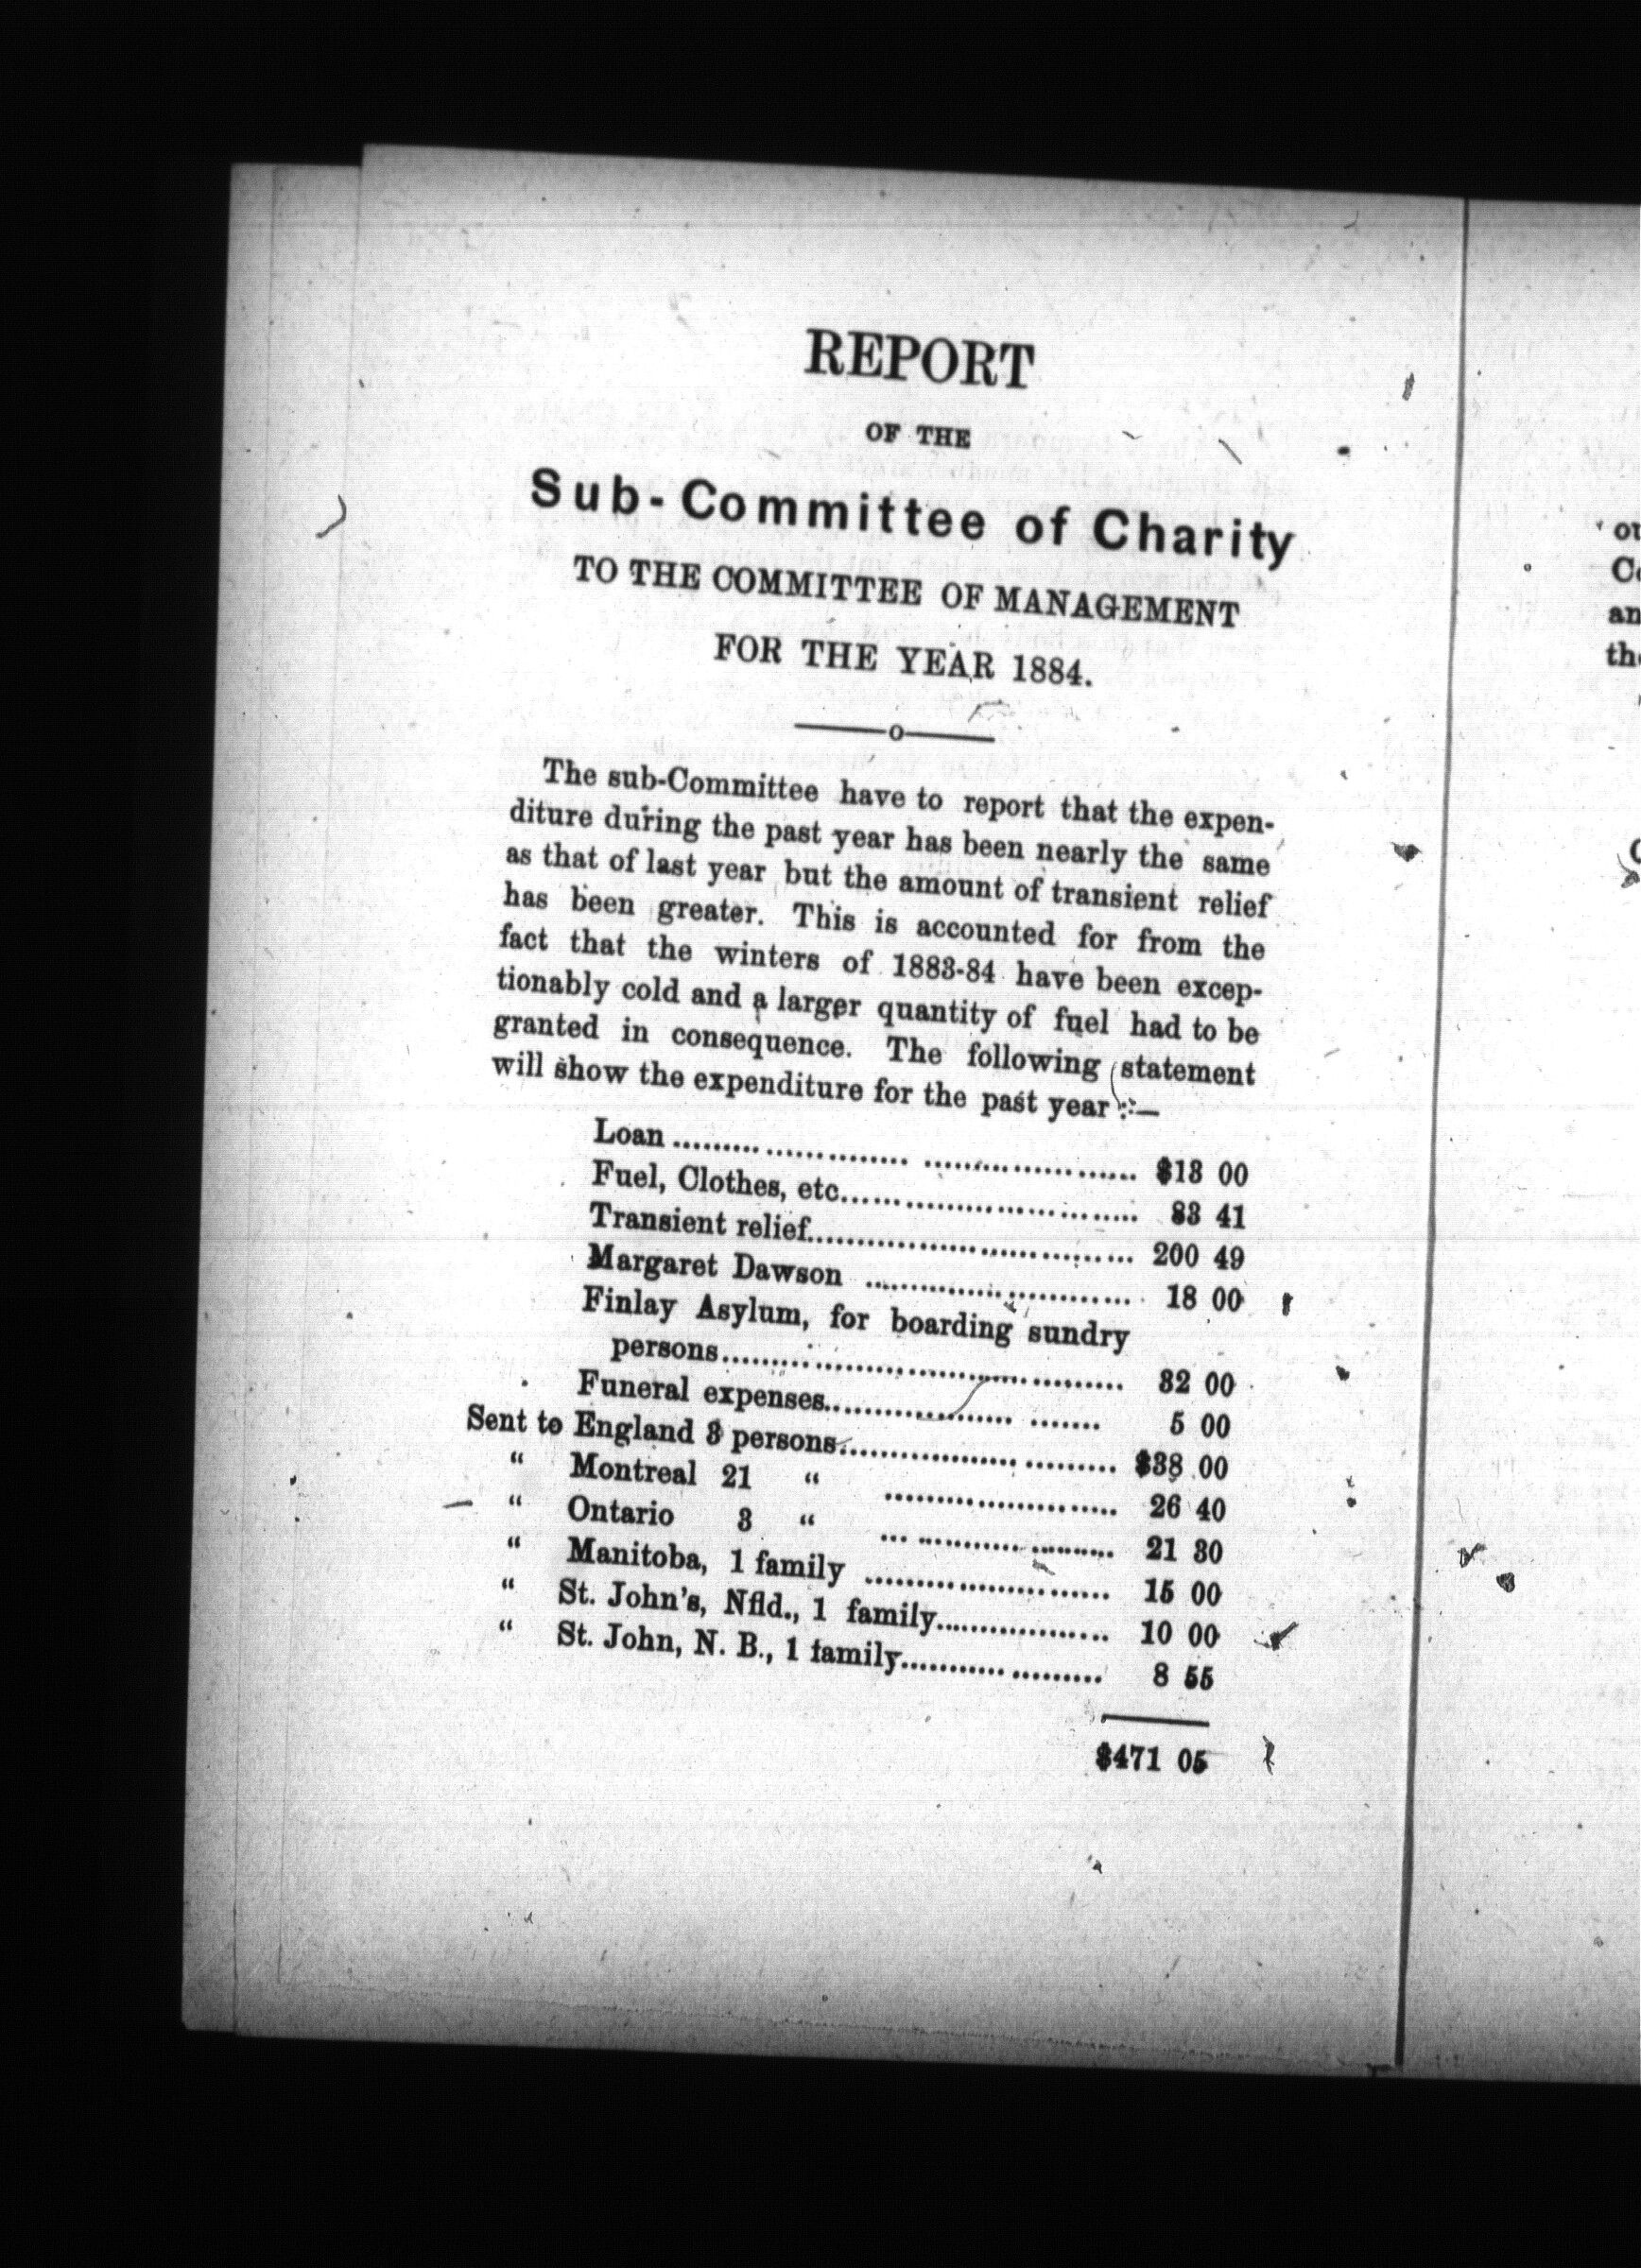 REPORT
OF THE
Sub-Committee of Charity
TO THE COMMITTEE OF MANAGEMENT
FOR THE YEAR 1884.
The sub-Committee have to report that the expen-
diture during the past year has been nearly the same
as that of last year but the amount of transient relief
has been greater. This is accounted for from the
fact that the winters of 1883-84 have been excep-
tionably cold and a larger quantity of fuel had to be
granted in consequence. The following statement
will show the expenditure for the past year :—
Loan .......................................... $13 00
Fuel, Clothes, etc.............................. 83 41
Transient relief................................ 200 49
Margaret Dawson .......................... 18 00
Finlay Asylum, for boarding sundry
persons........................................ 32 00
Funeral expenses........................... 5 00
Sent to England 3 persons........................... $38 00
“ Montreal 21 “ ....................... 26 40
“ Ontario 3 “ ....................... 21 30
“ Manitoba, 1 family ........................ 15 00
“ St. John's, Nfld., 1 family................. 10 00
“ St. John, N. B., 1 family.................... 8 55
$471 05